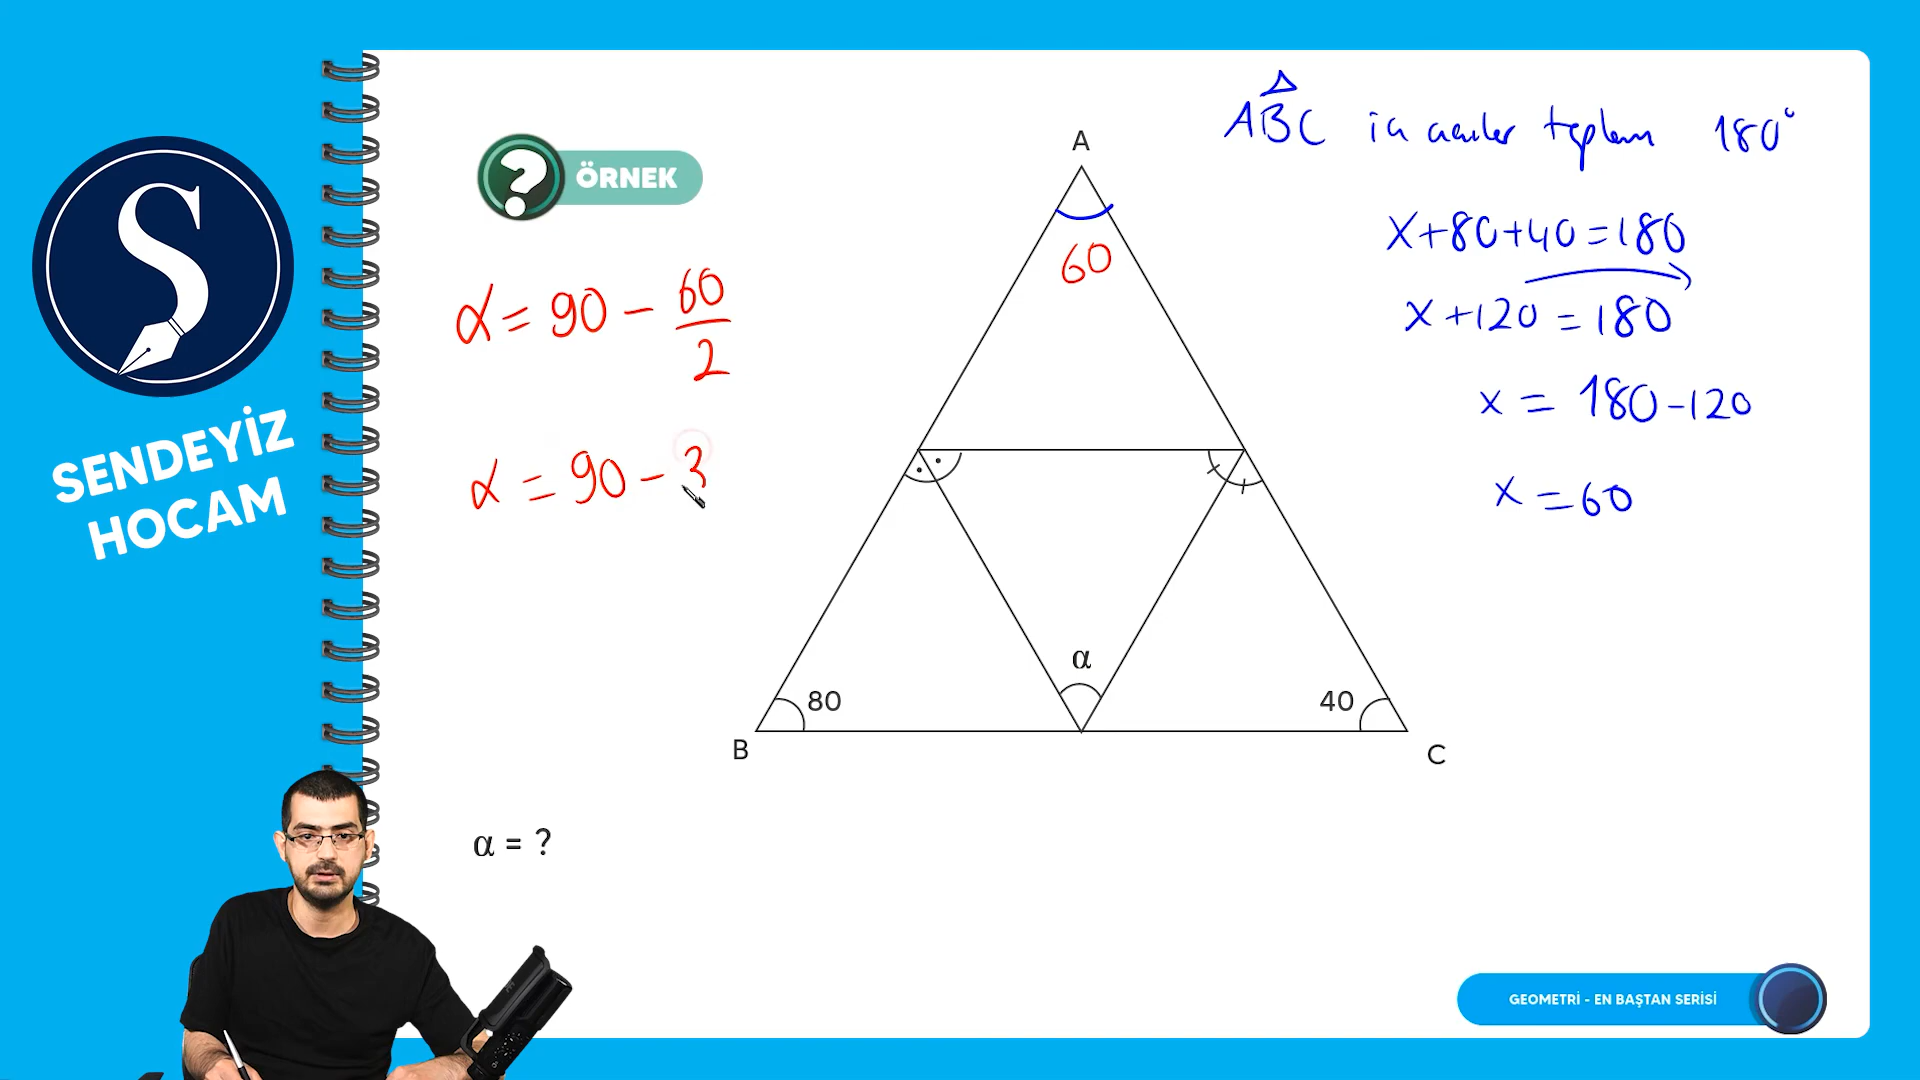 SENDEYİZ
HOCAM
? ÖRNEK
α = 90 - 60/2
α = 90 - 3
A
60
80
α
40
B
C
ABC iç açılar toplam 180°
x+80+40=180
x+120=180
x = 180-120
x = 60
α = ?
GEOMETRİ - EN BAŞTAN SERİSİ